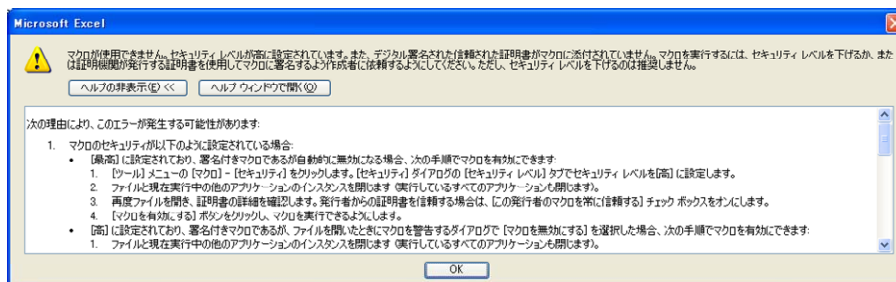 Microsoft Excel
マクロが使用できません。セキュリティ レベルが高に設定されています。また、デジタル署名された信頼された証明書がマクロに添付されていません。マクロを実行するには、セキュリティ レベルを下げるか、また
は証明機関が発行する証明書を使用してマクロに署名するよう作成者に依頼するようにしてください。ただし、セキュリティ レベルを下げるのは推奨しません。
ヘルプの非表示(E) << ヘルプ ウィンドウで開く(O)
次の理由により、このエラーが発生する可能性があります:
1. マクロのセキュリティが以下のように設定されている場合:
• [最高] に設定されており、署名付きマクロであるが自動的に無効になる場合、次の手順でマクロを有効にできます:
1. [ツール] メニューの [マクロ] - [セキュリティ] をクリックします。[セキュリティ] ダイアログの [セキュリティ レベル] タブでセキュリティ レベルを[高] に設定します。
2. ファイルと現在実行中の他のアプリケーションのインスタンスを閉じます (実行しているすべてのアプリケーションも閉じます)。
3. 再度ファイルを開き、証明書の詳細を確認します。発行者からの証明書を信頼する場合は、[この発行者のマクロを常に信頼する] チェック ボックスをオンにします。
4. [マクロを有効にする] ボタンをクリックし、マクロを実行できるようにします。
• [高] に設定されており、署名付きマクロであるが、ファイルを開いたときにマクロを警告するダイアログで [マクロを無効にする] を選択した場合、次の手順でマクロを有効にできます:
1. ファイルと現在実行中の他のアプリケーションのインスタンスを閉じます (実行しているすべてのアプリケーションも閉じます)。
OK